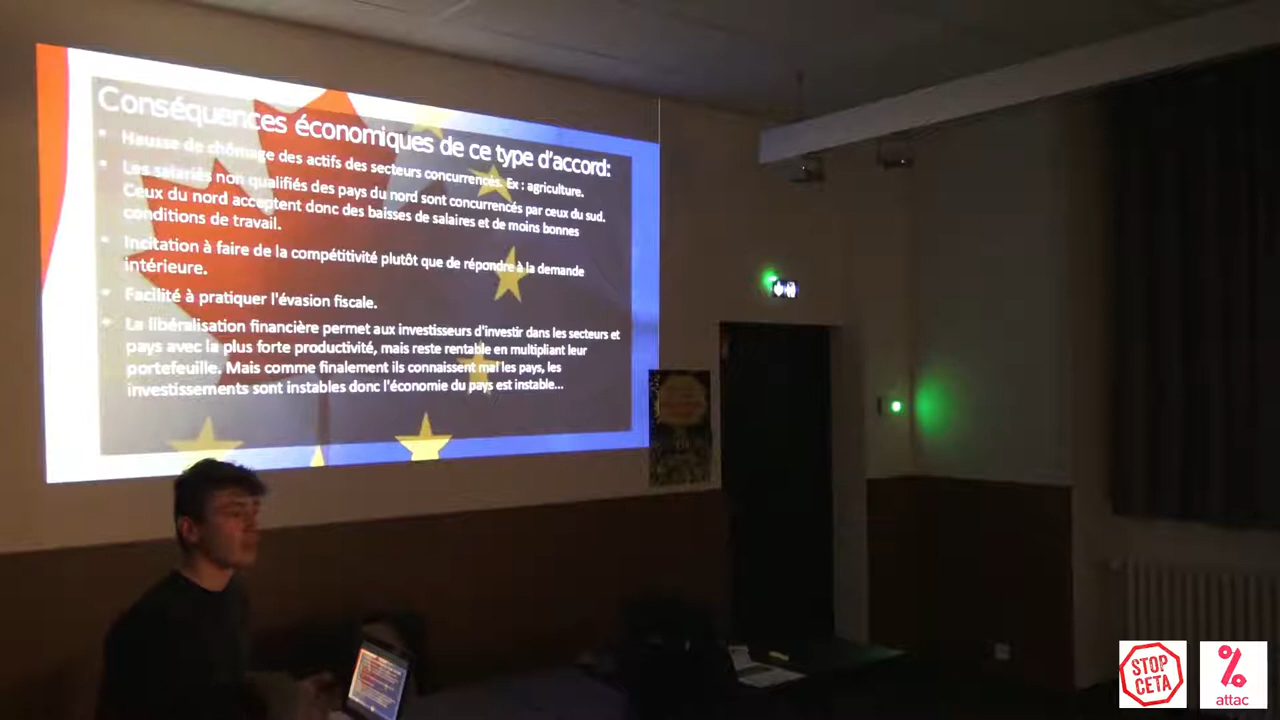 Conséquences économiques de ce type d'accord:
• Hausse de chômage des actifs des secteurs concurrencés. Ex : agriculture.
• Les salariés non qualifiés des pays du nord sont concurrencés par ceux du sud.
Ceux du nord acceptent donc des baisses de salaires et de moins bonnes
conditions de travail.
• Incitation à faire de la compétitivité plutôt que de répondre à la demande
intérieure.
• Facilité à pratiquer l'évasion fiscale.
• La libéralisation financière permet aux investisseurs d'investir dans les secteurs et
pays avec la plus forte productivité, mais reste rentable en multipliant leur
portefeuille. Mais comme finalement ils connaissent mal les pays, les
investissements sont instables donc l'économie du pays est instable...
STOP
CETA
%
attac